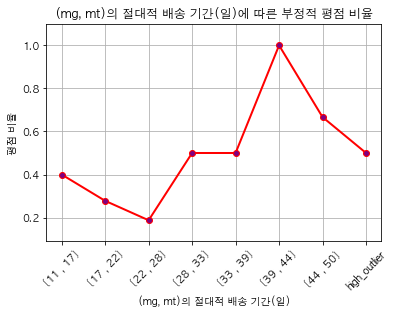 (mg, mt)의 절대적 배송 기간(일)에 따른 부정적 평점 비율
평점 비율
1.0
0.8
0.6
0.4
0.2
(11 , 17)
(17 , 22)
(22 , 28)
(28 , 33)
(33 , 39)
(39 , 44)
(44 , 50)
high_outlier
(mg, mt)의 절대적 배송 기간(일)